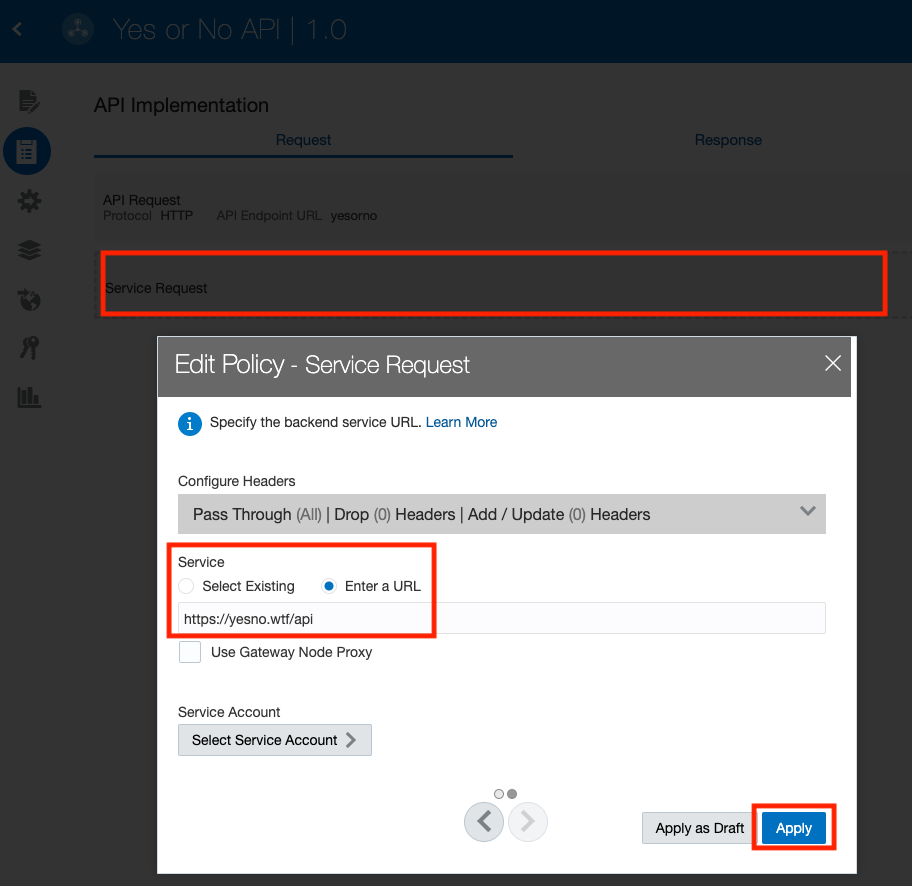 Yes or No API | 1.0
API Implementation
Request
Response
API Request
Protocol HTTP API Endpoint URL yesorno
Service Request
Edit Policy - Service Request
Specify the backend service URL. Learn More
Configure Headers
Pass Through (All) | Drop (0) Headers | Add / Update (0) Headers
Service
Select Existing Enter a URL
https://yesno.wtf/api
Use Gateway Node Proxy
Service Account
Select Service Account
Apply as Draft Apply